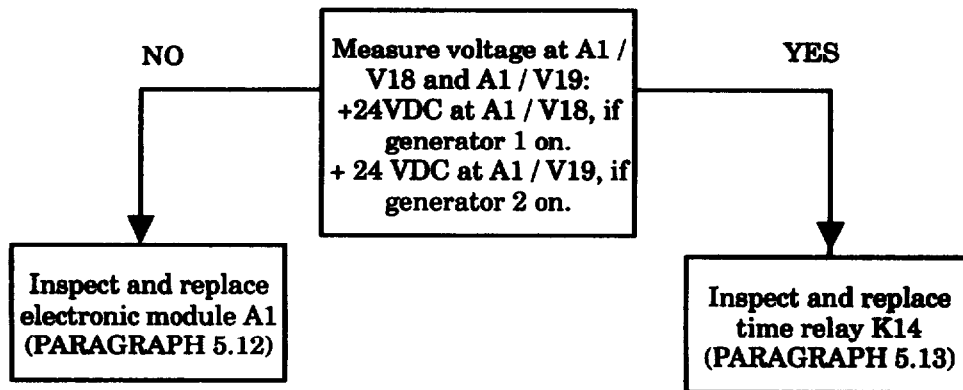 NO
Measure voltage at A1 /
V18 and A1 / V19:
+24VDC at A1 / V18, if
generator 1 on.
+ 24 VDC at A1 / V19, if
generator 2 on.
YES
Inspect and replace
electronic module A1
(PARAGRAPH 5.12)
Inspect and replace
time relay K14
(PARAGRAPH 5.13)